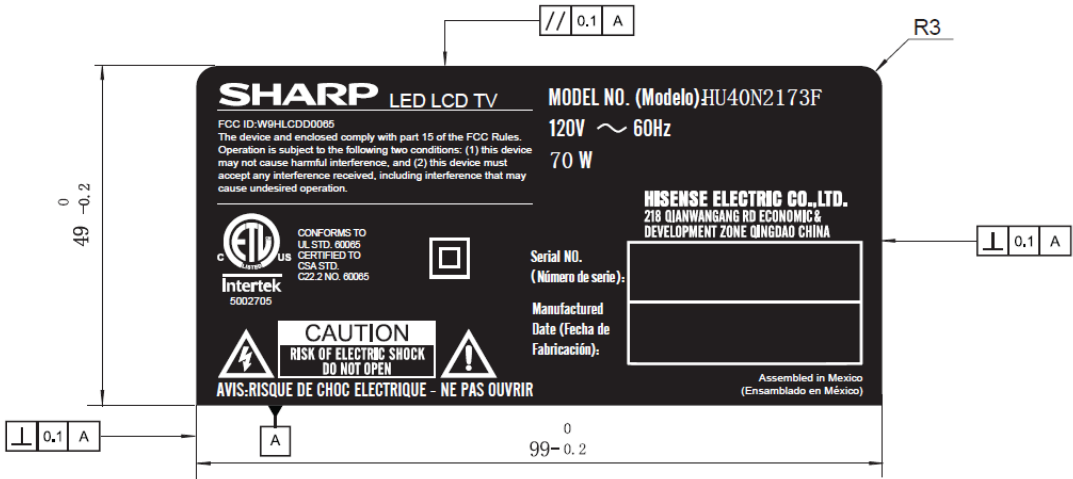 // 0.1 A
R3
SHARP LED LCD TV
FCC ID:W9HLCDD0065
The device and enclosed comply with part 15 of the FCC Rules.
Operation is subject to the following two conditions: (1) this device
may not cause harmful interference, and (2) this device must
accept any interference received, including interference that may
cause undesired operation.
MODEL NO. (Modelo):HU40N2173F
120V ～ 60Hz
70 W
HISENSE ELECTRIC CO.,LTD.
218 QIANWANGANG RD ECONOMIC &
DEVELOPMENT ZONE QINGDAO CHINA
0
49 -0.2
C ETL US
LISTED
Intertek
5002705
CONFORMS TO
UL STD. 60065
CERTIFIED TO
CSA STD.
C22.2 NO. 60065
Serial NO.
(Número de serie):
Manufactured
Date (Fecha de
Fabricación):
⊥ 0.1 A
CAUTION
RISK OF ELECTRIC SHOCK
DO NOT OPEN
AVIS:RISQUE DE CHOC ELECTRIQUE - NE PAS OUVRIR
Assembled in Mexico
(Ensamblado en México)
⊥ 0.1 A
A
0
99-0.2